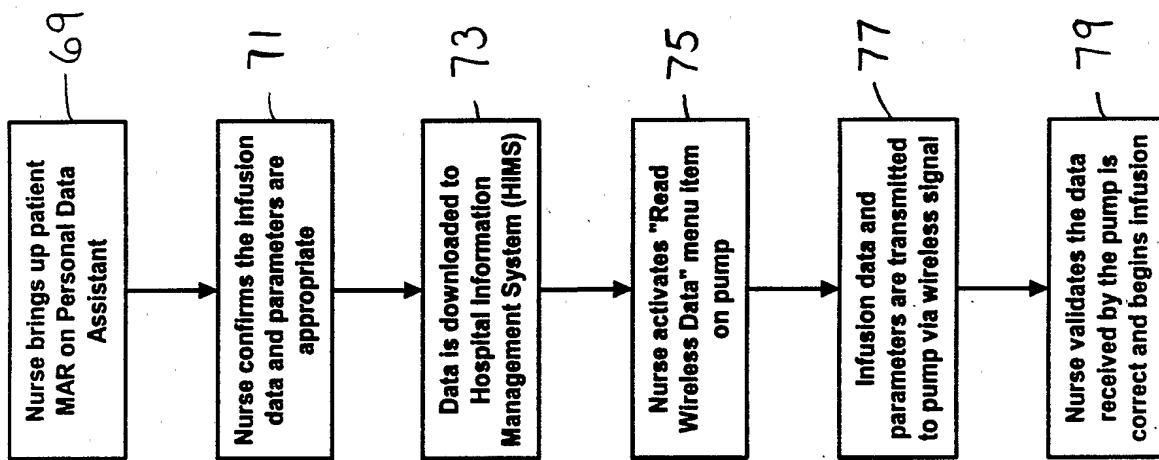 Nurse brings up patient
MAR on Personal Data
Assistant
69
Nurse confirms the infusion
data and parameters are
appropriate
71
Data is downloaded to
Hospital Information
Management System (HIMS)
73
Nurse activates "Read
Wireless Data" menu item
on pump
75
Infusion data and
parameters are transmitted
to pump via wireless signal
77
Nurse validates the data
received by the pump is
correct and begins infusion
79